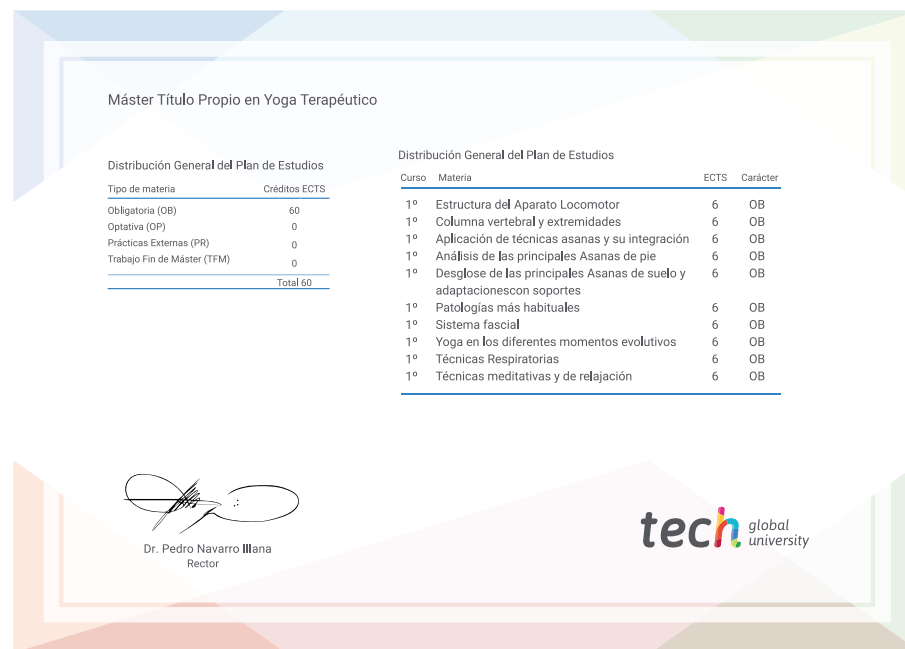 Máster Título Propio en Yoga Terapéutico
Distribución General del Plan de Estudios
Tipo de materia Créditos ECTS
Obligatoria (OB) 60
Optativa (OP) 0
Prácticas Externas (PR) 0
Trabajo Fin de Máster (TFM) 0
Total 60
Distribución General del Plan de Estudios
Curso Materia ECTS Carácter
1º Estructura del Aparato Locomotor 6 OB
1º Columna vertebral y extremidades 6 OB
1º Aplicación de técnicas asanas y su integración 6 OB
1º Análisis de las principales Asanas de pie 6 OB
1º Desglose de las principales Asanas de suelo y 6 OB
adaptacionescon soportes
1º Patologías más habituales 6 OB
1º Sistema fascial 6 OB
1º Yoga en los diferentes momentos evolutivos 6 OB
1º Técnicas Respiratorias 6 OB
1º Técnicas meditativas y de relajación 6 OB
Dr. Pedro Navarro Illana
Rector
tech global
university